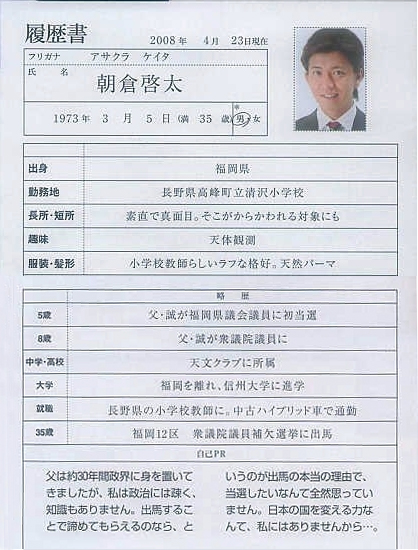 履歴書
2008年 4月 23日現在
フリガナ アサクラ ケイタ
氏 名
朝倉啓太
1973年 3月 5日(満 35歳) ※ 男・女
出身 福岡県
勤務地 長野県高峰町立清沢小学校
長所・短所 素直で真面目。そこがからかわれる対象にも
趣味 天体観測
服装・髪形 小学校教師らしいラフな格好。天然パーマ
略 歴
5歳 父・誠が福岡県議会議員に初当選
8歳 父・誠が衆議院議員に
中学・高校 天文クラブに所属
大学 福岡を離れ、信州大学に進学
就職 長野県の小学校教師に。中古ハイブリッド車で通勤
35歳 福岡12区 衆議院議員補欠選挙に出馬
自己PR
父は約30年間政界に身を置いて
きましたが、私は政治には疎く、
知識もありません。出馬するこ
とで諦めてもらえるのなら、と
いうのが出馬の本当の理由で、
当選したいなんて全然思ってい
ません。日本の国を変える力な
んて、私にはありませんから…。